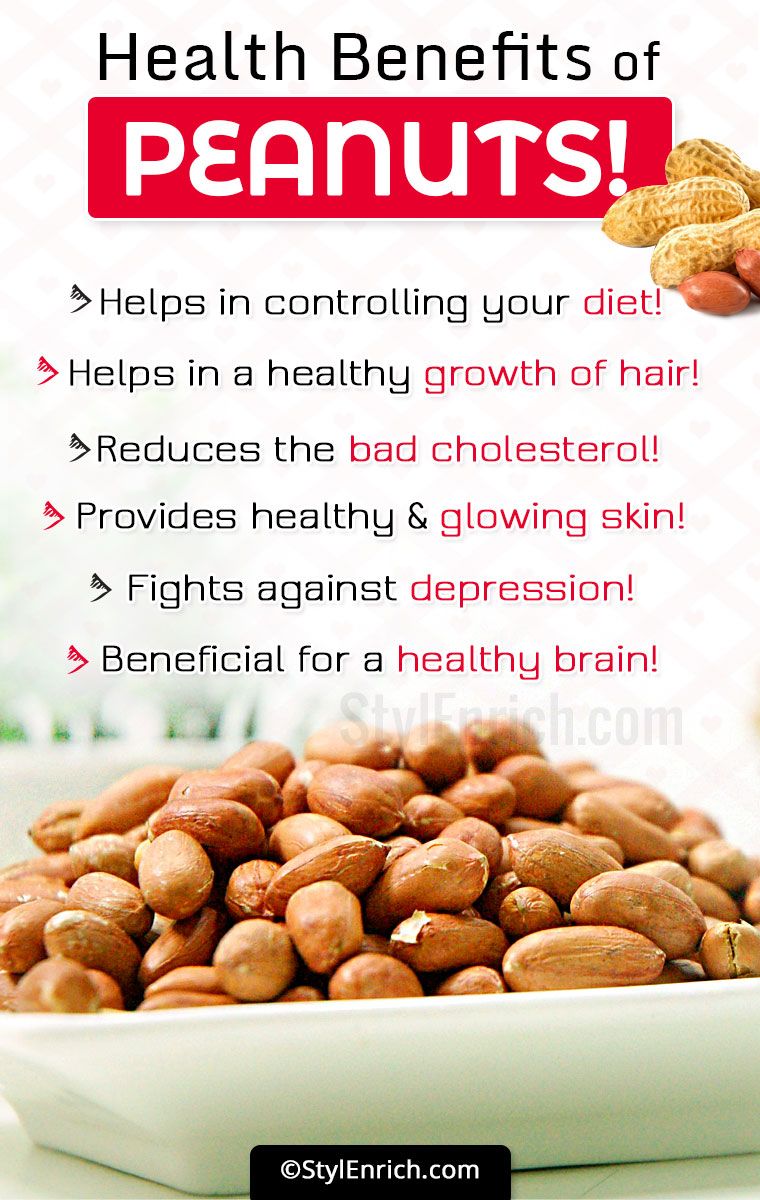 Health Benefits of
PEANUTS!
Helps in controlling your diet!
Helps in a healthy growth of hair!
Reduces the bad cholesterol!
Provides healthy & glowing skin!
Fights against depression!
Beneficial for a healthy brain!
StylEnrich.com
©StylEnrich.com